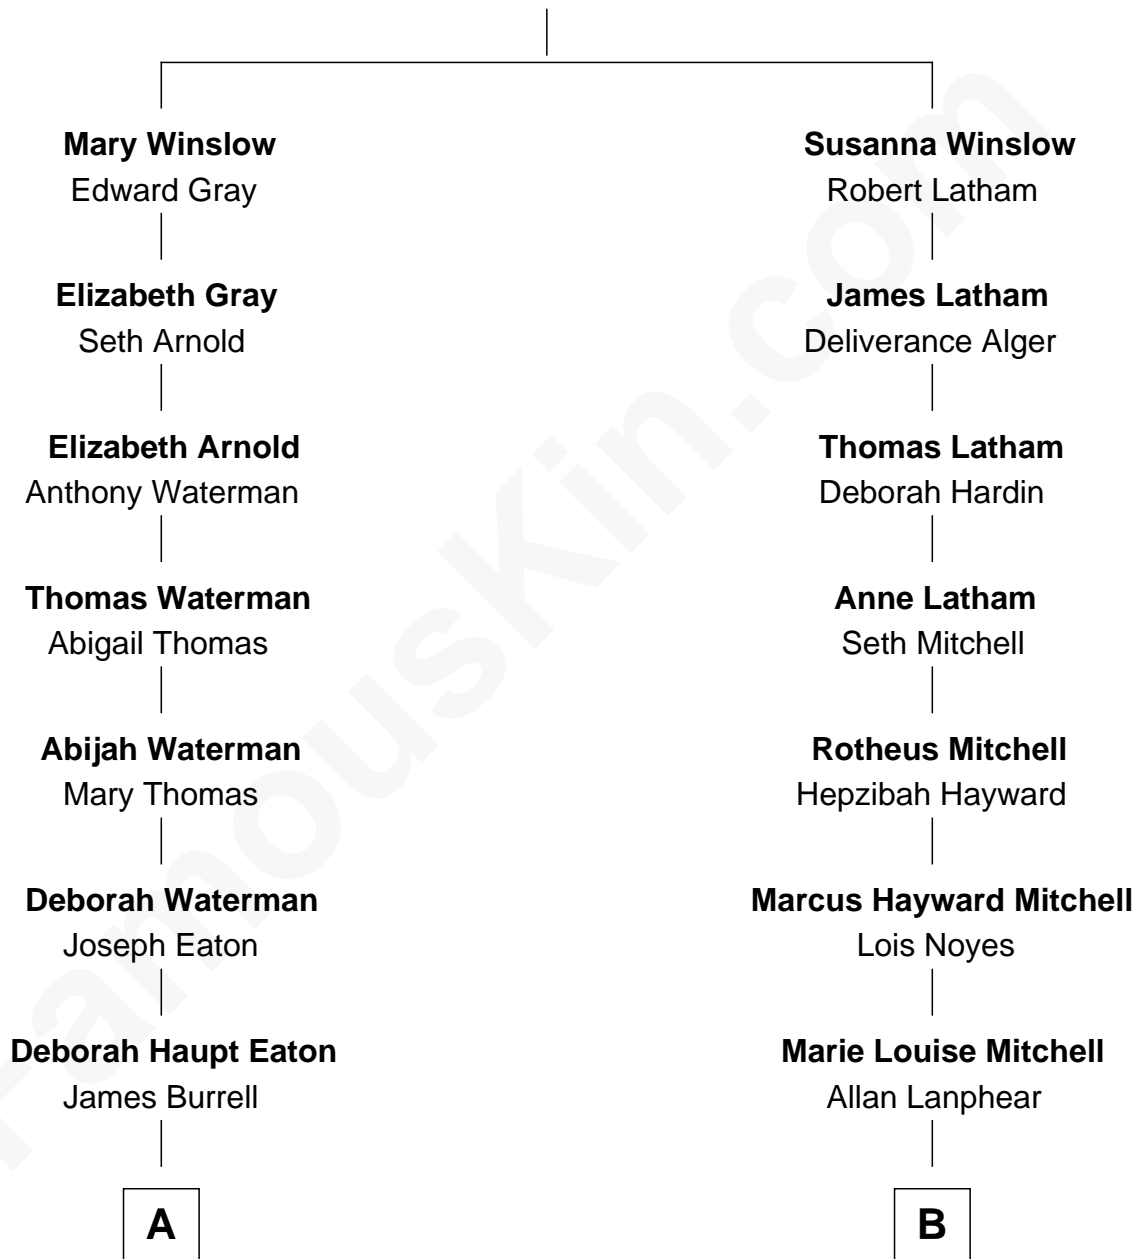 Mary Winslow
Edward Gray
Elizabeth Gray
Seth Arnold
Elizabeth Arnold
Anthony Waterman
Thomas Waterman
Abigail Thomas
Abijah Waterman
Mary Thomas
Deborah Waterman
Joseph Eaton
Deborah Haupt Eaton
James Burrell
A
Susanna Winslow
Robert Latham
James Latham
Deliverance Alger
Thomas Latham
Deborah Hardin
Anne Latham
Seth Mitchell
Rotheus Mitchell
Hepzibah Hayward
Marcus Hayward Mitchell
Lois Noyes
Marie Louise Mitchell
Allan Lanphear
B
FamousKin.com